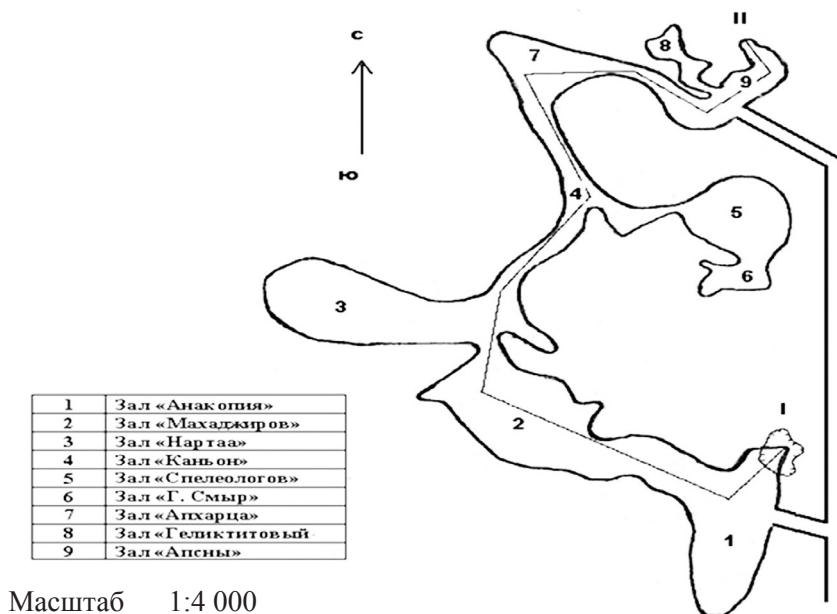 II
с
7
8
9
ю
4
5
6
3
I
2
1
1 Зал «Анакопия»
2 Зал «Махаджиров»
3 Зал «Нартаа»
4 Зал «Каньон»
5 Зал «Спелеологов»
6 Зал «Г. Смыр»
7 Зал «Апхарца»
8 Зал «Геликтитовый
9 Зал «Апсны»
Масштаб 1:4 000